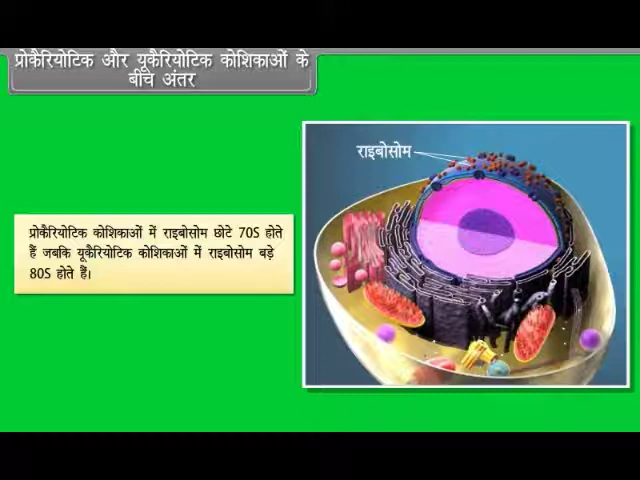 प्रोकैरियोटिक और यूकैरियोटिक कोशिकाओं के
बीच अंतर
राइबोसोम
प्रोकैरियोटिक कोशिकाओं में राइबोसोम छोटे 70S होते
हैं जबकि यूकैरियोटिक कोशिकाओं में राइबोसोम बड़े
80S होते हैं।